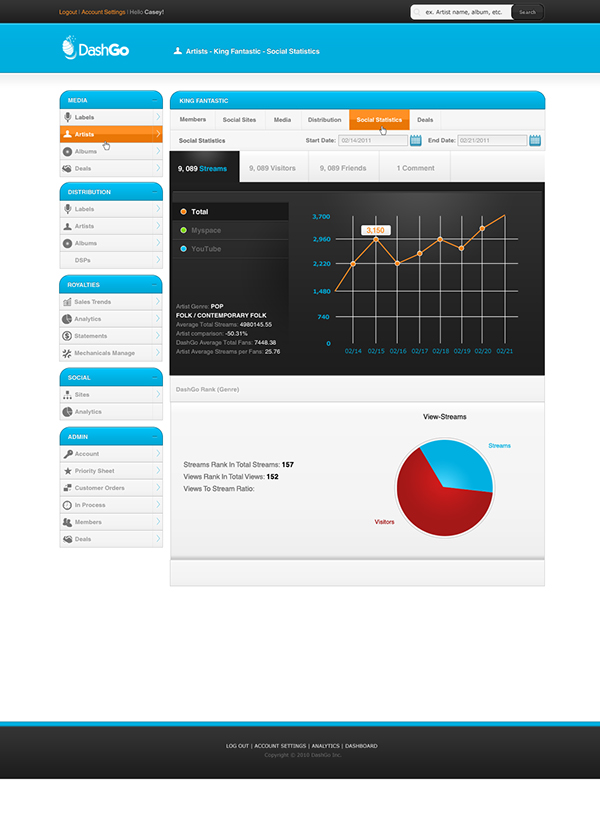 Logout | Account Settings | Hello Casey!
ex. Artist name, album, etc.
Search
DashGo
Artists - King Fantastic - Social Statistics
MEDIA
Labels
Artists
Albums
Deals
DISTRIBUTION
Labels
Artists
Albums
DSPs
ROYALTIES
Sales Trends
Analytics
Statements
Mechanicals Manage
SOCIAL
Sites
Analytics
ADMIN
Account
Priority Sheet
Customer Orders
In Process
Members
Deals
KING FANTASTIC
Members Social Sites Media Distribution Social Statistics Deals
Social Statistics Start Date: 02/14/2011 End Date: 02/21/2011
9, 089 Streams 9, 089 Visitors 9, 089 Friends 1 Comment
Total
Myspace
YouTube
Artist Genre: POP
FOLK / CONTEMPORARY FOLK
Average Total Streams: 4980145.55
Artist comparison: -50.31%
DashGo Average Total Fans: 7448.38
Artist Average Streams per Fans: 25.76
3,700
2,960
2,220
1,480
740
0
3,150
02/14 02/15 02/16 02/17 02/18 02/19 02/20 02/21
DashGo Rank (Genre)
View-Streams
Streams
Visitors
Streams Rank In Total Streams: 157
Views Rank In Total Views: 152
Views To Stream Ratio:
LOG OUT | ACCOUNT SETTINGS | ANALYTICS | DASHBOARD
Copyright © 2010 DashGo Inc.